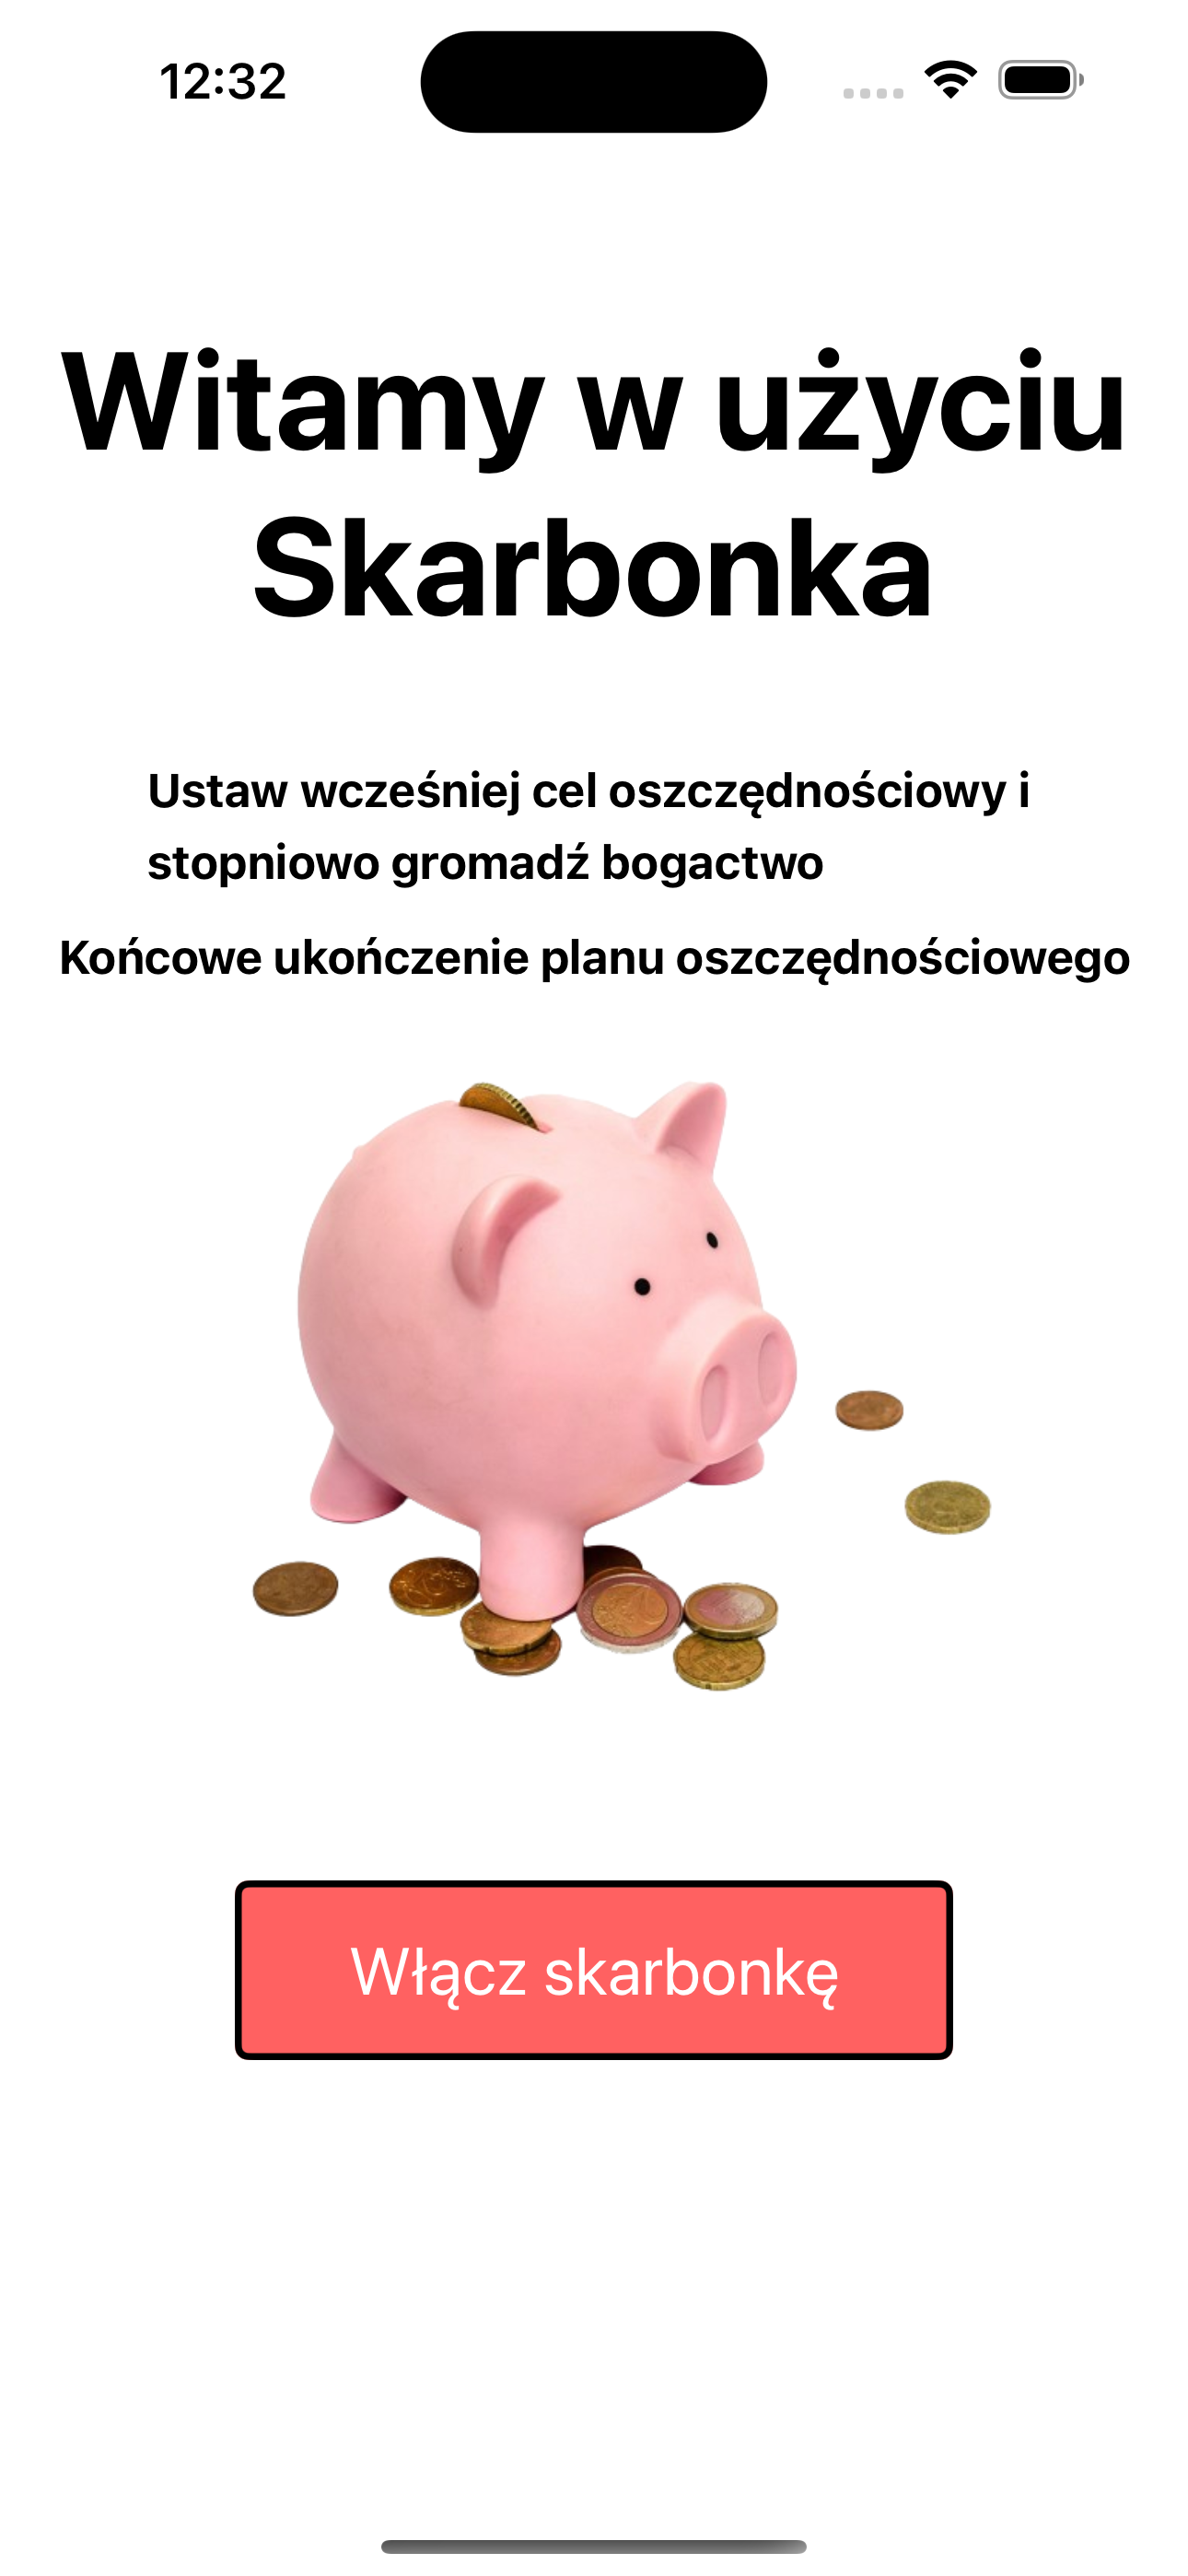 12:32
Witamy w użyciu
Skarbonka
Ustaw wcześniej cel oszczędnościowy i
stopniowo gromadź bogactwo
Końcowe ukończenie planu oszczędnościowego
Włącz skarbonkę